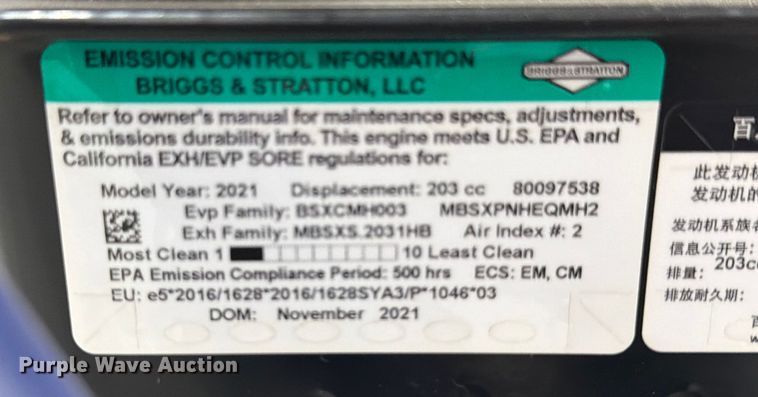 EMISSION CONTROL INFORMATION
BRIGGS & STRATTON, LLC
BRIGGS&STRATTON
Refer to owner's manual for maintenance specs, adjustments,
& emissions durability info. This engine meets U.S. EPA and
California EXH/EVP SORE regulations for:
Model Year: 2021 Displacement: 203 cc 80097538
Evp Family: BSXCMH003 MBSXPNHEQMH2
Exh Family: MBSXS.2031HB Air Index #: 2
Most Clean 1 10 Least Clean
EPA Emission Compliance Period: 500 hrs ECS: EM, CM
EU: e5*2016/1628*2016/1628SYA3/P*1046*03
DOM: November 2021
百
此发动机
发动机的
发动机系族名
信息公开号:
排量: 203c
排放耐久期:
Purple Wave Auction